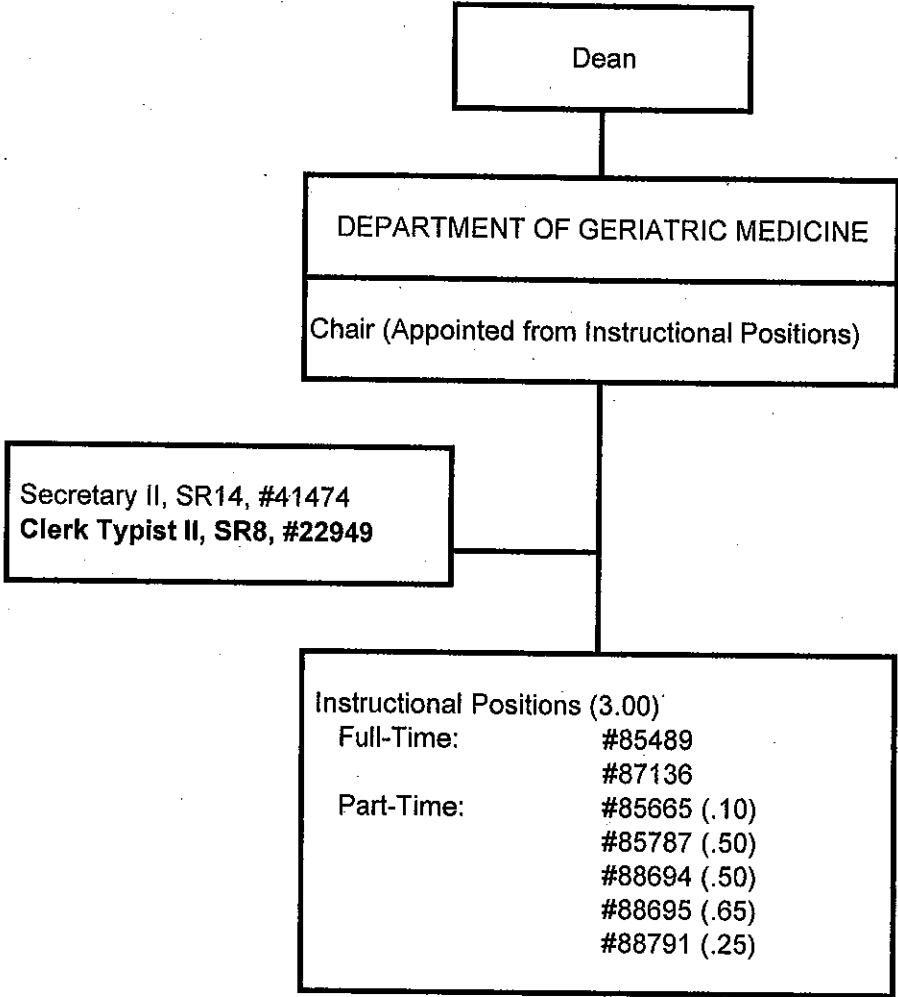 Dean
DEPARTMENT OF GERIATRIC MEDICINE
Chair (Appointed from Instructional Positions)
Secretary II, SR14, #41474
Clerk Typist II, SR8, #22949
Instructional Positions (3.00)
Full-Time: #85489
#87136
Part-Time: #85665 (.10)
#85787 (.50)
#88694 (.50)
#88695 (.65)
#88791 (.25)